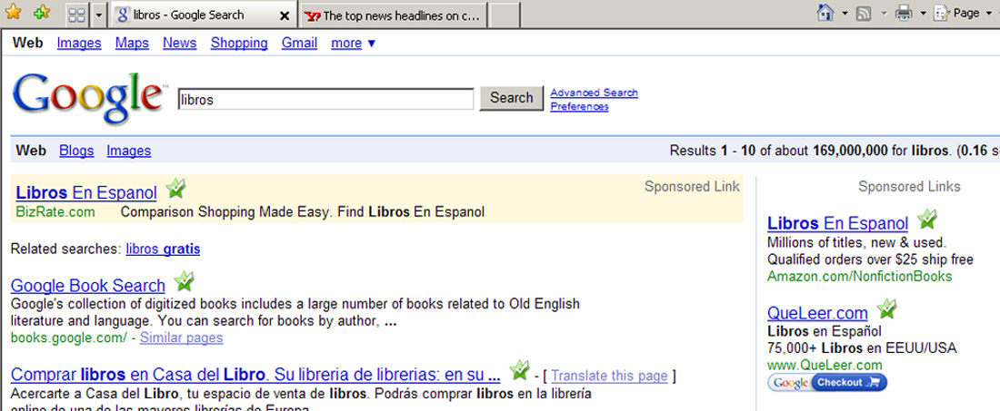 libros - Google Search
The top news headlines on c...
Page
Web Images Maps News Shopping Gmail more ▼
Google™
libros
Search
Advanced Search
Preferences
Web Blogs Images
Results 1 - 10 of about 169,000,000 for libros. (0.16 s
Libros En Espanol
Sponsored Link
BizRate.com Comparison Shopping Made Easy. Find Libros En Espanol
Related searches: libros gratis
Google Book Search
Google's collection of digitized books includes a large number of books related to Old English
literature and language. You can search for books by author, ...
books.google.com/ - Similar pages
Comprar libros en Casa del Libro. Su libreria de librerias: en su ... - [ Translate this page ]
Acercarte a Casa del Libro, tu espacio de venta de libros. Podrás comprar libros en la librería
online de una de las mayores librerías de Europa.
Sponsored Links
Libros En Espanol
Millions of titles, new & used.
Qualified orders over $25 ship free
Amazon.com/NonfictionBooks
QueLeer.com
Libros en Español
75,000+ Libros en EEUU/USA
www.QueLeer.com
Google Checkout